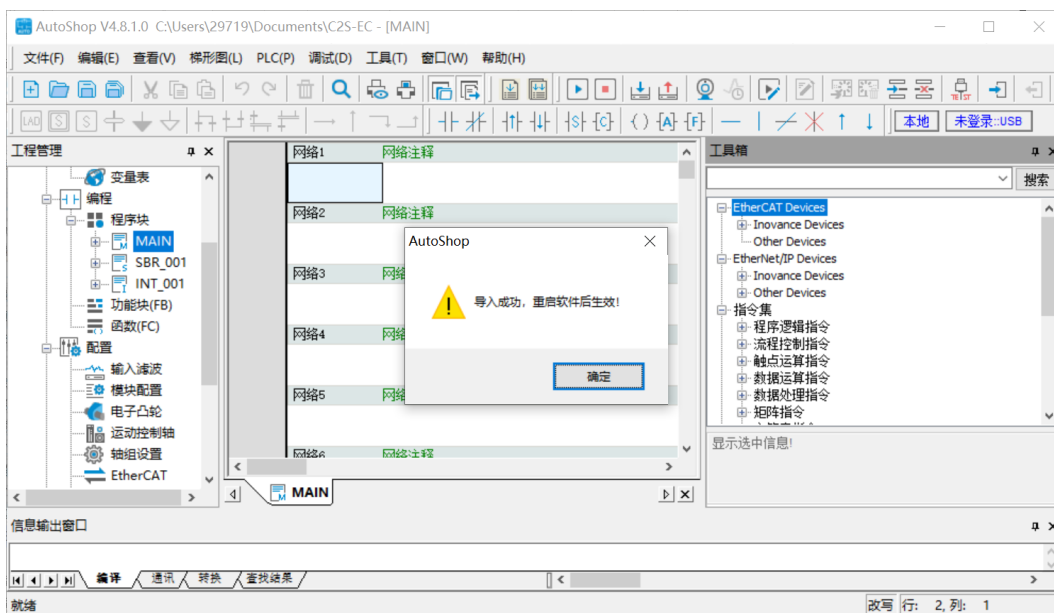 AutoShop V4.8.1.0 C:\Users\29719\Documents\C2S-EC - [MAIN]
文件(F) 编辑(E) 查看(V) 梯形图(L) PLC(P) 调试(D) 工具(T) 窗口(W) 帮助(H)
LAD S S
S C A F 本地 未登录::USB
工程管理
变量表
编程
程序块
MAIN
SBR_001
INT_001
功能块(FB)
函数(FC)
配置
输入滤波
模块配置
电子凸轮
运动控制轴
轴组设置
EtherCAT
网络1 网络注释
网络2 网络注释
网络3
网络4
网络5
网络6 网络注释
MAIN
AutoShop
导入成功，重启软件后生效!
确定
工具箱
搜索
EtherCAT Devices
Inovance Devices
Other Devices
EtherNet/IP Devices
Inovance Devices
Other Devices
指令集
程序逻辑指令
流程控制指令
触点运算指令
数据运算指令
数据处理指令
矩阵指令
显示选中信息!
信息输出窗口
编译 通讯 转换 查找结果
就绪 改写 行: 2,列: 1